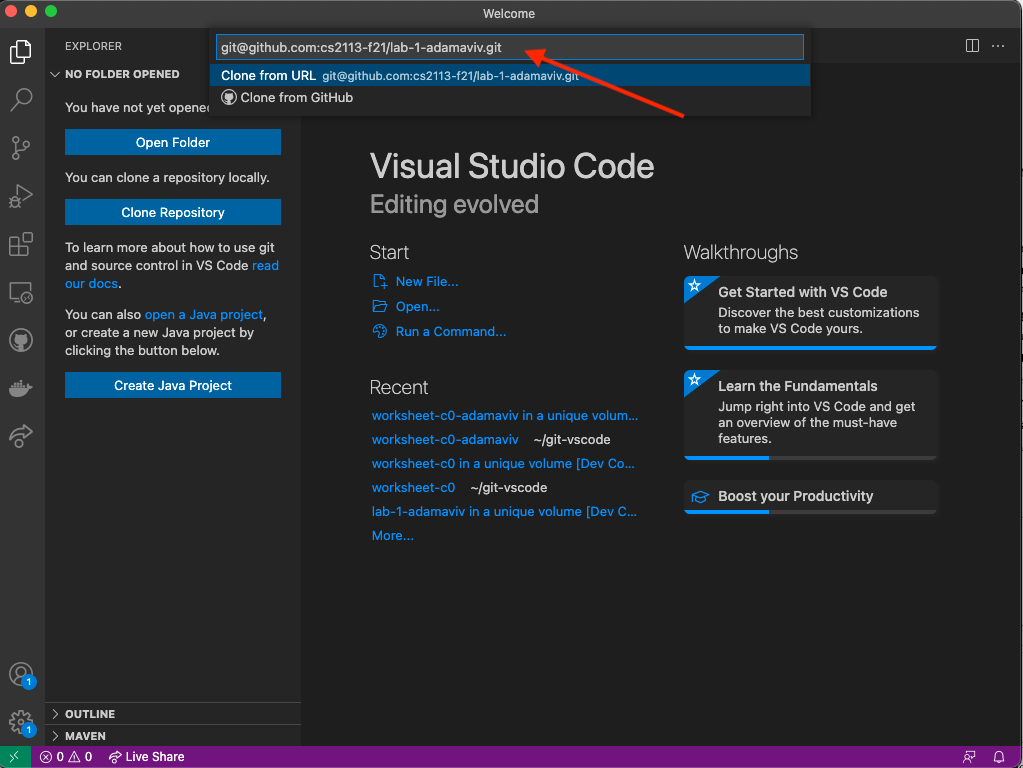 Welcome
EXPLORER
git@github.com:cs2113-f21/lab-1-adamaviv.git
Clone from URL git@github.com:cs2113-f21/lab-1-adamaviv.git
Clone from GitHub
NO FOLDER OPENED
You have not yet opened
Open Folder
You can clone a repository locally.
Clone Repository
To learn more about how to use git
and source control in VS Code read
our docs.
You can also open a Java project,
or create a new Java project by
clicking the button below.
Create Java Project
Visual Studio Code
Editing evolved
Start
New File...
Open...
Run a Command...
Recent
worksheet-c0-adamaviv in a unique volum...
worksheet-c0-adamaviv ~/git-vscode
worksheet-c0 in a unique volume [Dev Co...
worksheet-c0 ~/git-vscode
lab-1-adamaviv in a unique volume [Dev C...
More...
Walkthroughs
Get Started with VS Code
Discover the best customizations
to make VS Code yours.
Learn the Fundamentals
Jump right into VS Code and get
an overview of the must-have
features.
Boost your Productivity
1
1
OUTLINE
MAVEN
0 0 Live Share